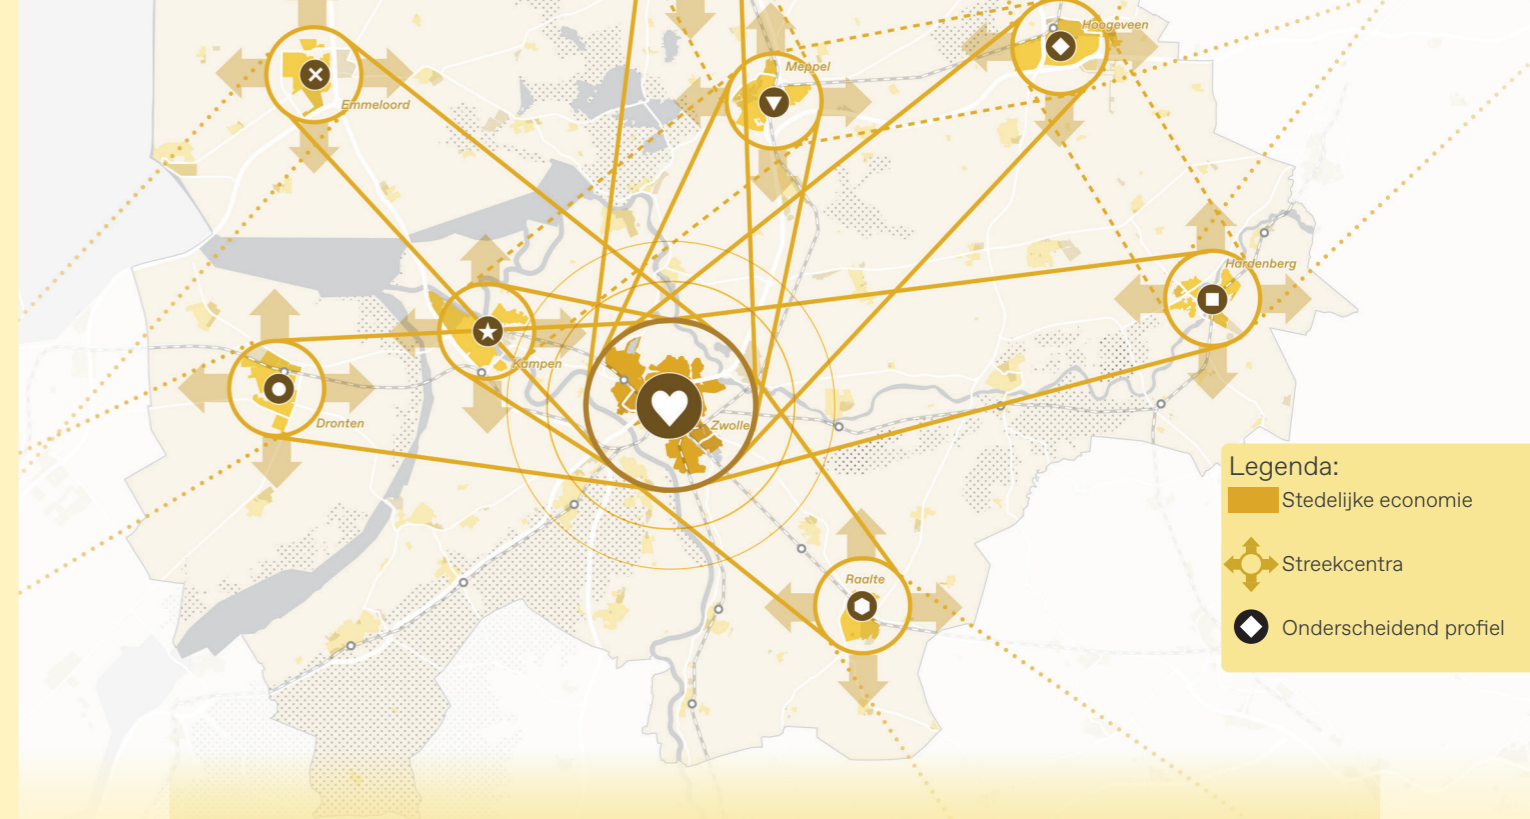 Hoogeveen
Meppel
Emmeloord
Hardenberg
Kampen
Dronten
Zwolle
Legenda:
Stedelijke economie
Streekcentra
Raalte
Onderscheidend profiel